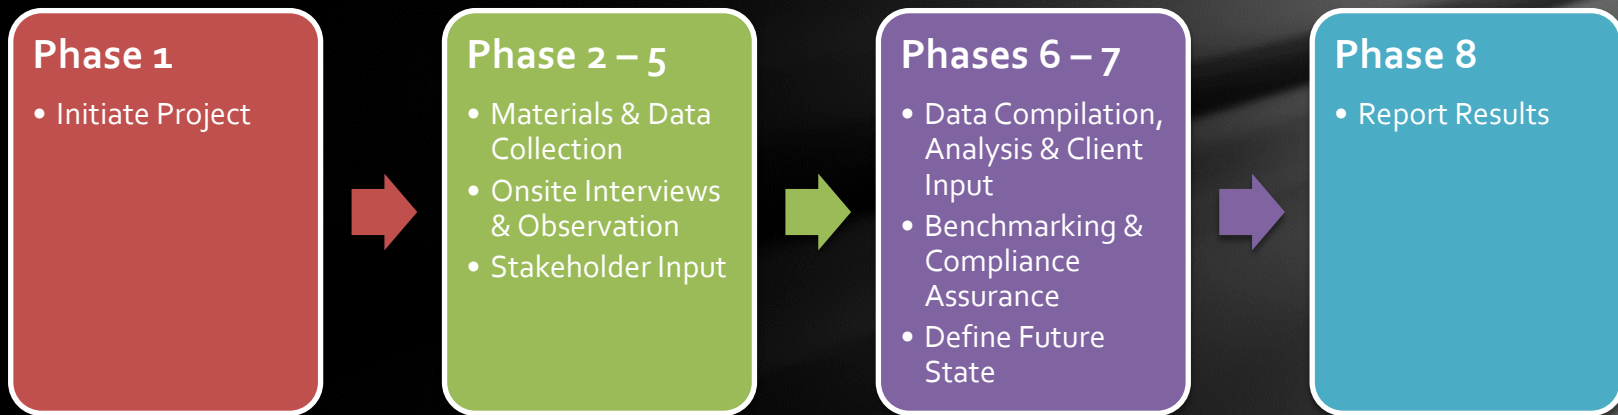 Phase 1
• Initiate Project
Phase 2 – 5
• Materials & Data
Collection
• Onsite Interviews
& Observation
• Stakeholder Input
Phases 6 – 7
• Data Compilation,
Analysis & Client
Input
• Benchmarking &
Compliance
Assurance
• Define Future
State
Phase 8
• Report Results